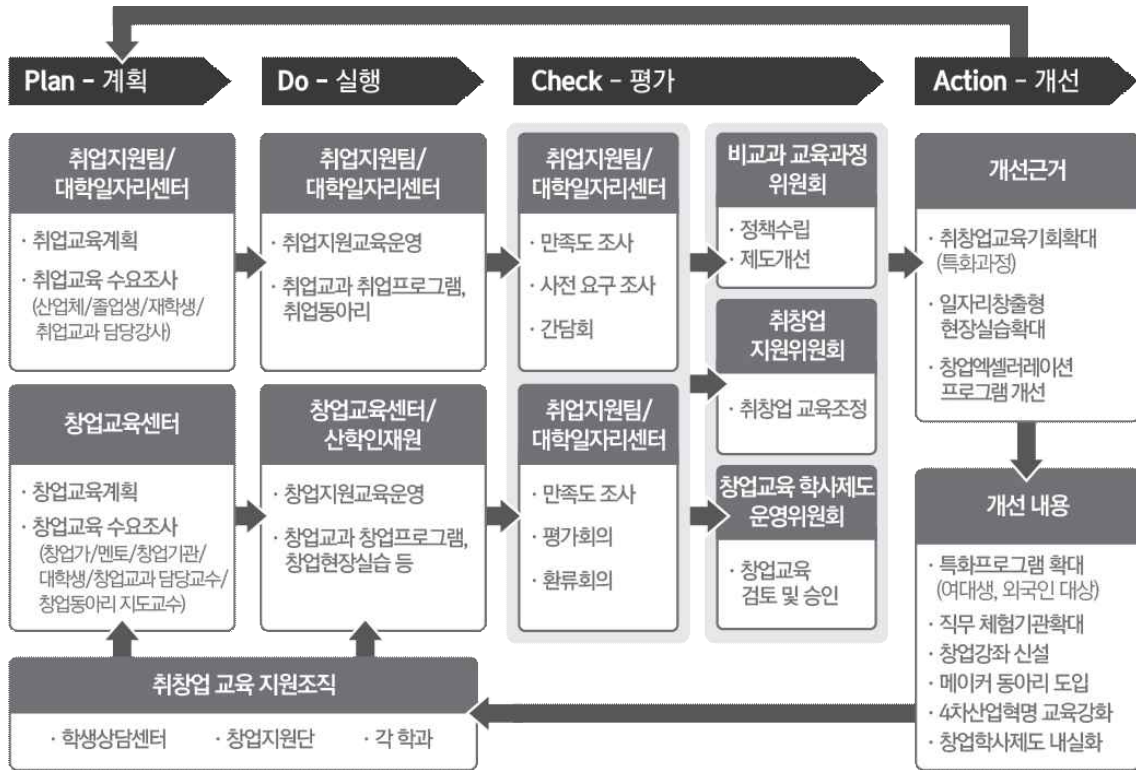 Plan – 계획
Do – 실행
Check – 평가
Action – 개선
취업지원팀/
대학일자리센터
· 취업교육계획
· 취업교육 수요조사
(산업체/졸업생/재학생/
취업교과 담당강사)
취업지원팀/
대학일자리센터
· 취업지원교육운영
· 취업교과 취업프로그램,
취업동아리
취업지원팀/
대학일자리센터
· 만족도 조사
· 사전 요구 조사
· 간담회
비교과 교육과정
위원회
· 정책수립
· 제도개선
취창업
지원위원회
· 취창업 교육조정
개선근거
· 취창업교육기회확대
(특화과정)
· 일자리창출형
현장실습확대
· 창업엑셀러레이션
프로그램 개선
창업교육센터
· 창업교육계획
· 창업교육 수요조사
(창업가/멘토/창업기관/
대학생/창업교과 담당교수/
창업동아리 지도교수)
창업교육센터/
산학인재원
· 창업지원교육운영
· 창업교과 창업프로그램,
창업현장실습 등
취업지원팀/
대학일자리센터
· 만족도 조사
· 평가회의
· 환류회의
창업교육 학사제도
운영위원회
· 창업교육
검토 및 승인
개선 내용
· 특화프로그램 확대
(여대생, 외국인 대상)
· 직무 체험기관확대
· 창업강좌 신설
· 메이커 동아리 도입
· 4차산업혁명 교육강화
· 창업학사제도 내실화
취창업 교육 지원조직
· 학생상담센터
· 창업지원단
· 각 학과